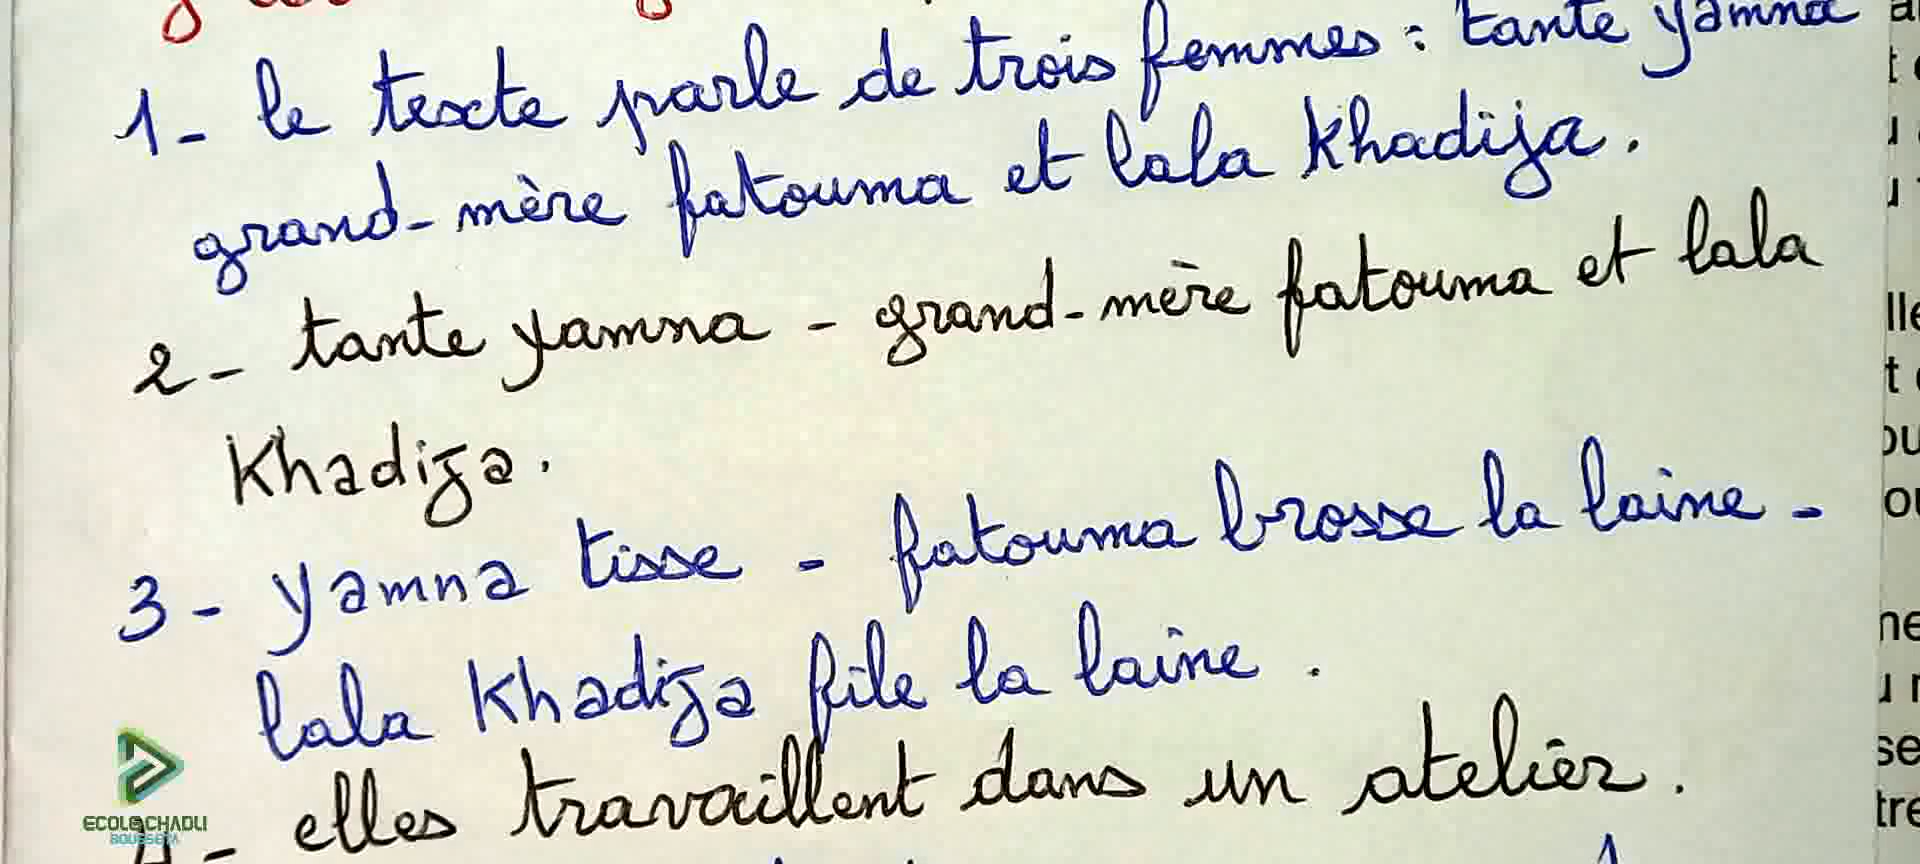 1- le texte parle de trois femmes : tante yamna
grand-mère fatouma et lala Khadija.
2- tante yamna - grand-mère fatouma et lala
Khadija.
3- yamna tisse - fatouma brosse la laine -
lala Khadija file la laine.
4- elles travaillent dans un atelier.
ECOLE CHADLI
BOUSSETA